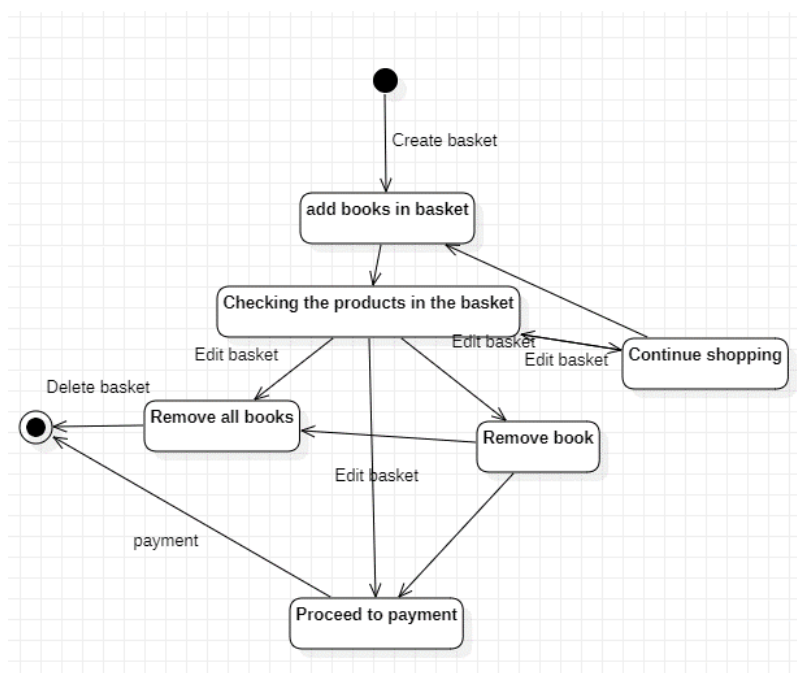 Create basket
add books in basket
Checking the products in the basket
Edit basket
Edit basket
Edit basket
Continue shopping
Delete basket
Remove all books
Remove book
Edit basket
payment
Proceed to payment